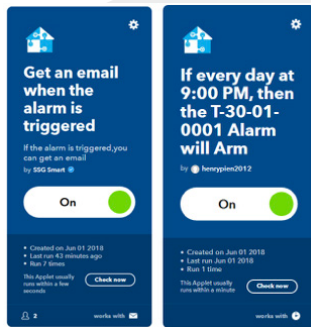 Get an email
when the
alarm is
triggered
If the alarm is triggered,you
can get an email
by SSG Smart
On
• Created on Jun 01 2018
• Last run 43 minutes ago
• Run 7 times
This Applet usually
runs within a few
seconds
Check now
2
works with
If every day at
9:00 PM, then
the T-30-01-
0001 Alarm
will Arm
by henrypien2012
On
• Created on Jun 01 2018
• Last run Jun 01 2018
• Run 1 time
This Applet usually
runs within a minute
Check now
works with